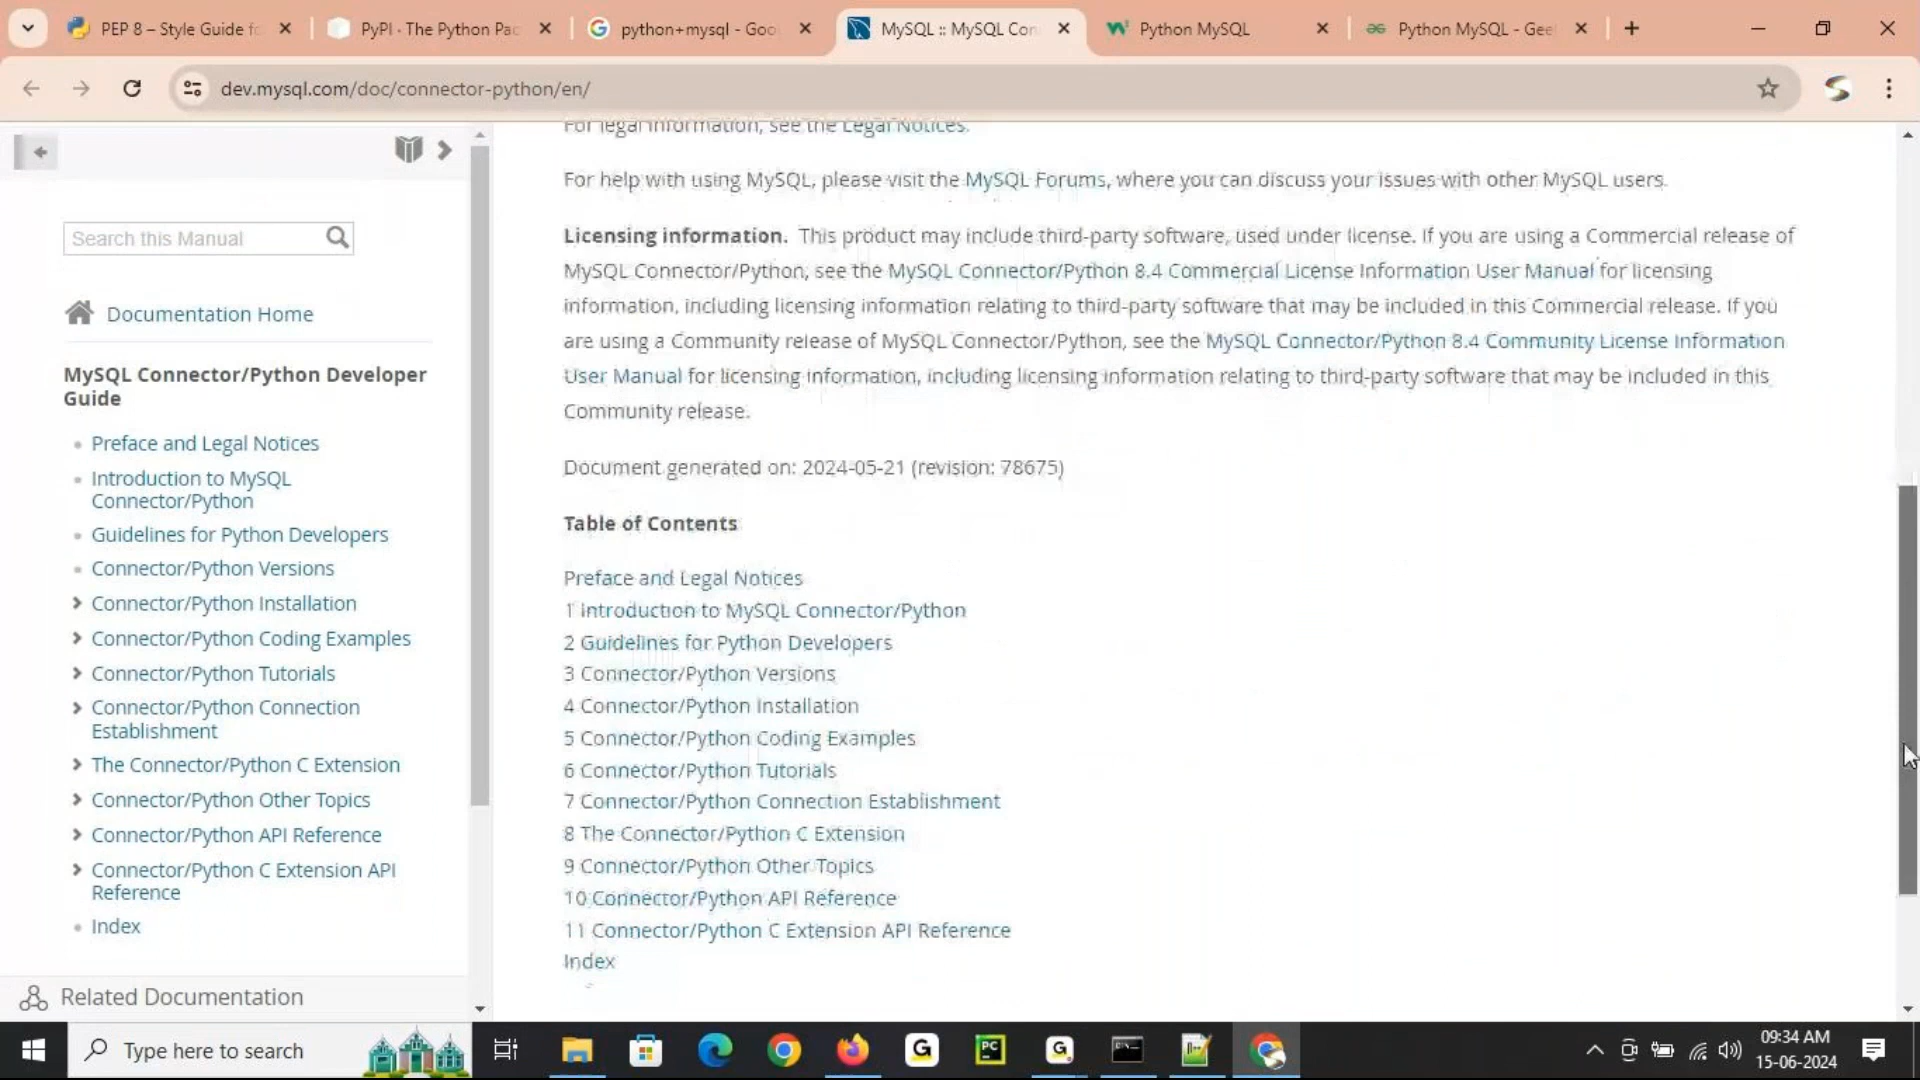 PEP 8 – Style Guide fo
PyPI · The Python Pac
python+mysql - Goo
MySQL :: MySQL Con
Python MySQL
Python MySQL - Gee
dev.mysql.com/doc/connector-python/en/
Search this Manual
Documentation Home
MySQL Connector/Python Developer
Guide
Preface and Legal Notices
Introduction to MySQL
Connector/Python
Guidelines for Python Developers
Connector/Python Versions
Connector/Python Installation
Connector/Python Coding Examples
Connector/Python Tutorials
Connector/Python Connection
Establishment
The Connector/Python C Extension
Connector/Python Other Topics
Connector/Python API Reference
Connector/Python C Extension API
Reference
Index
Related Documentation
For legal information, see the Legal Notices.
For help with using MySQL, please visit the MySQL Forums, where you can discuss your issues with other MySQL users.
Licensing information. This product may include third-party software, used under license. If you are using a Commercial release of
MySQL Connector/Python, see the MySQL Connector/Python 8.4 Commercial License Information User Manual for licensing
information, including licensing information relating to third-party software that may be included in this Commercial release. If you
are using a Community release of MySQL Connector/Python, see the MySQL Connector/Python 8.4 Community License Information
User Manual for licensing information, including licensing information relating to third-party software that may be included in this
Community release.
Document generated on: 2024-05-21 (revision: 78675)
Table of Contents
Preface and Legal Notices
1 Introduction to MySQL Connector/Python
2 Guidelines for Python Developers
3 Connector/Python Versions
4 Connector/Python Installation
5 Connector/Python Coding Examples
6 Connector/Python Tutorials
7 Connector/Python Connection Establishment
8 The Connector/Python C Extension
9 Connector/Python Other Topics
10 Connector/Python API Reference
11 Connector/Python C Extension API Reference
Index
Type here to search
09:34 AM
15-06-2024